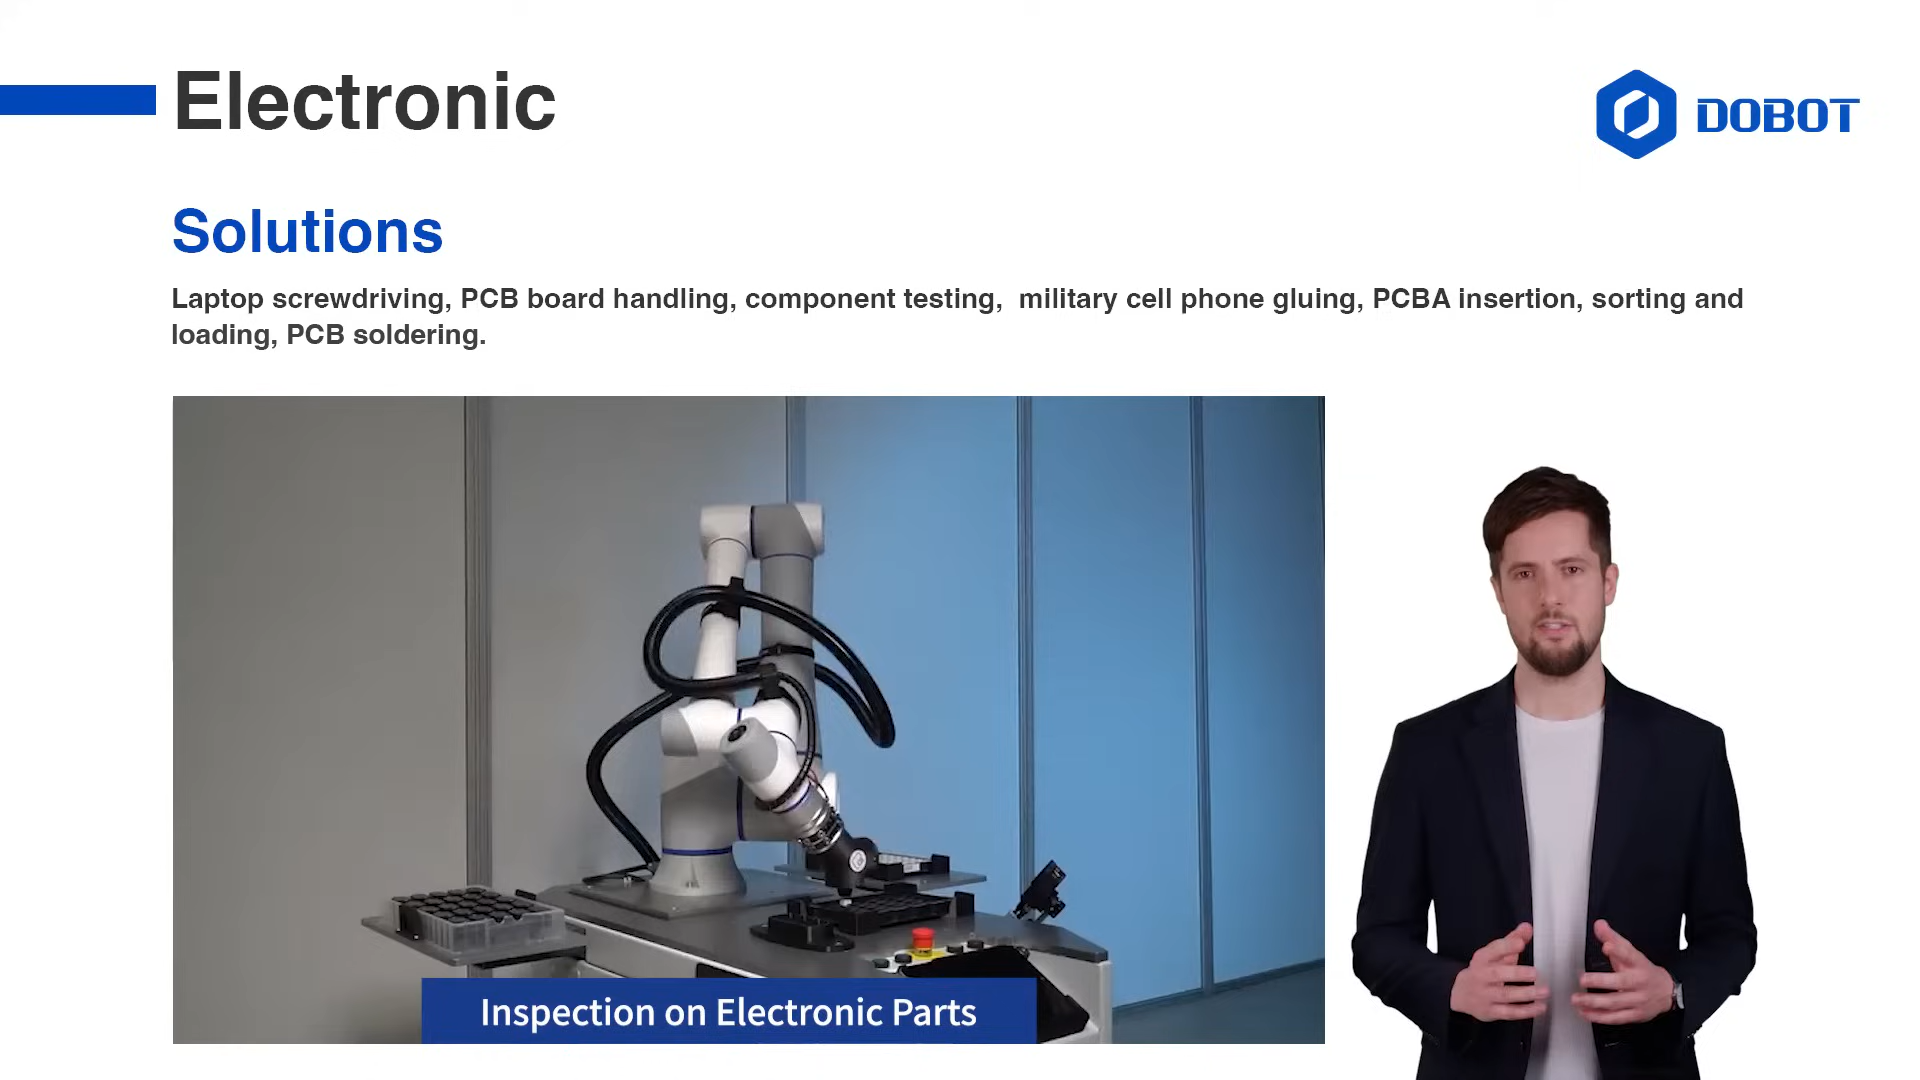 Electronic
DOBOT
Solutions
Laptop screwdriving, PCB board handling, component testing,  military cell phone gluing, PCBA insertion, sorting and
loading, PCB soldering.
Inspection on Electronic Parts